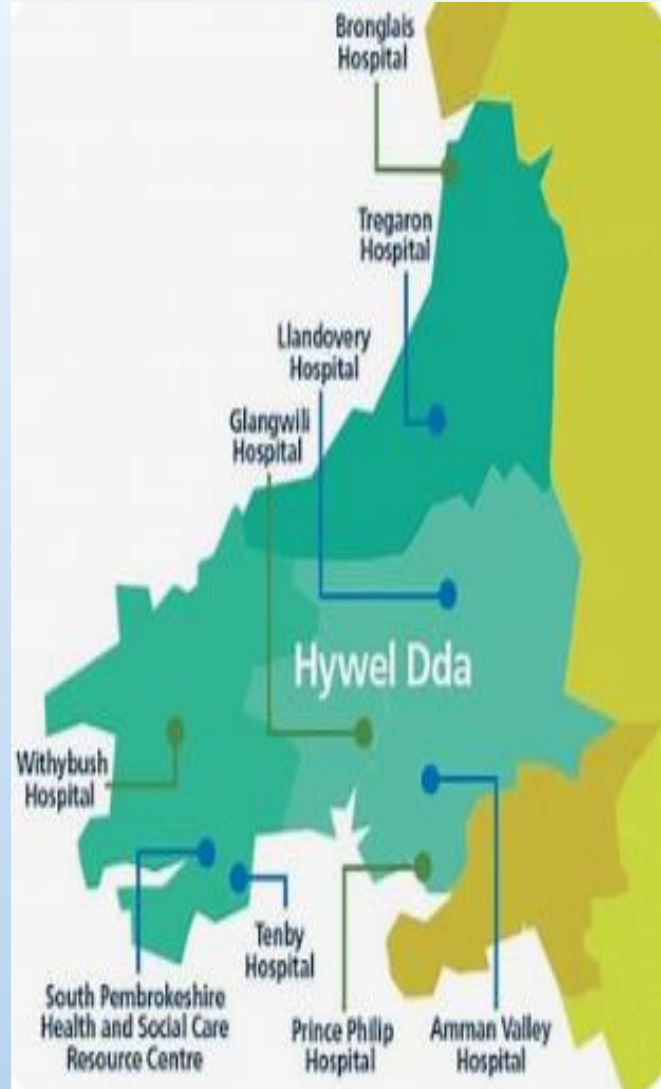 Bronglais
Hospital
Tregaron
Hospital
Llandovery
Hospital
Glangwili
Hospital
Hywel Dda
Withybush
Hospital
Tenby
Hospital
South Pembrokeshire
Health and Social Care
Resource Centre
Prince Philip
Hospital
Amman Valley
Hospital